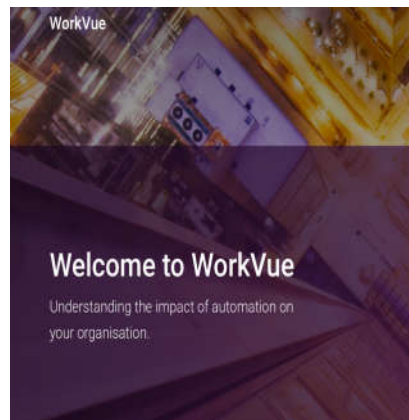 WorkVue
Welcome to WorkVue
Understanding the impact of automation on
your organisation.